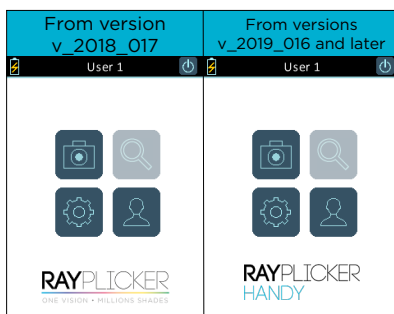 From version
v_2018_017
From versions
v_2019_016 and later
User 1
User 1
RAYPLICKER
ONE VISION • MILLIONS SHADES
RAYPLICKER
HANDY